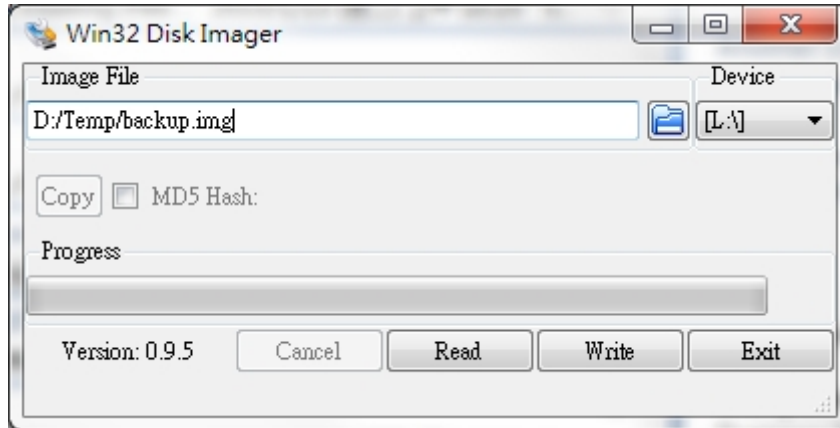 Win32 Disk Imager
Image File
Device
D:/Temp/backup.img
[L:\]
Copy
MD5 Hash:
Progress
Version: 0.9.5
Cancel
Read
Write
Exit